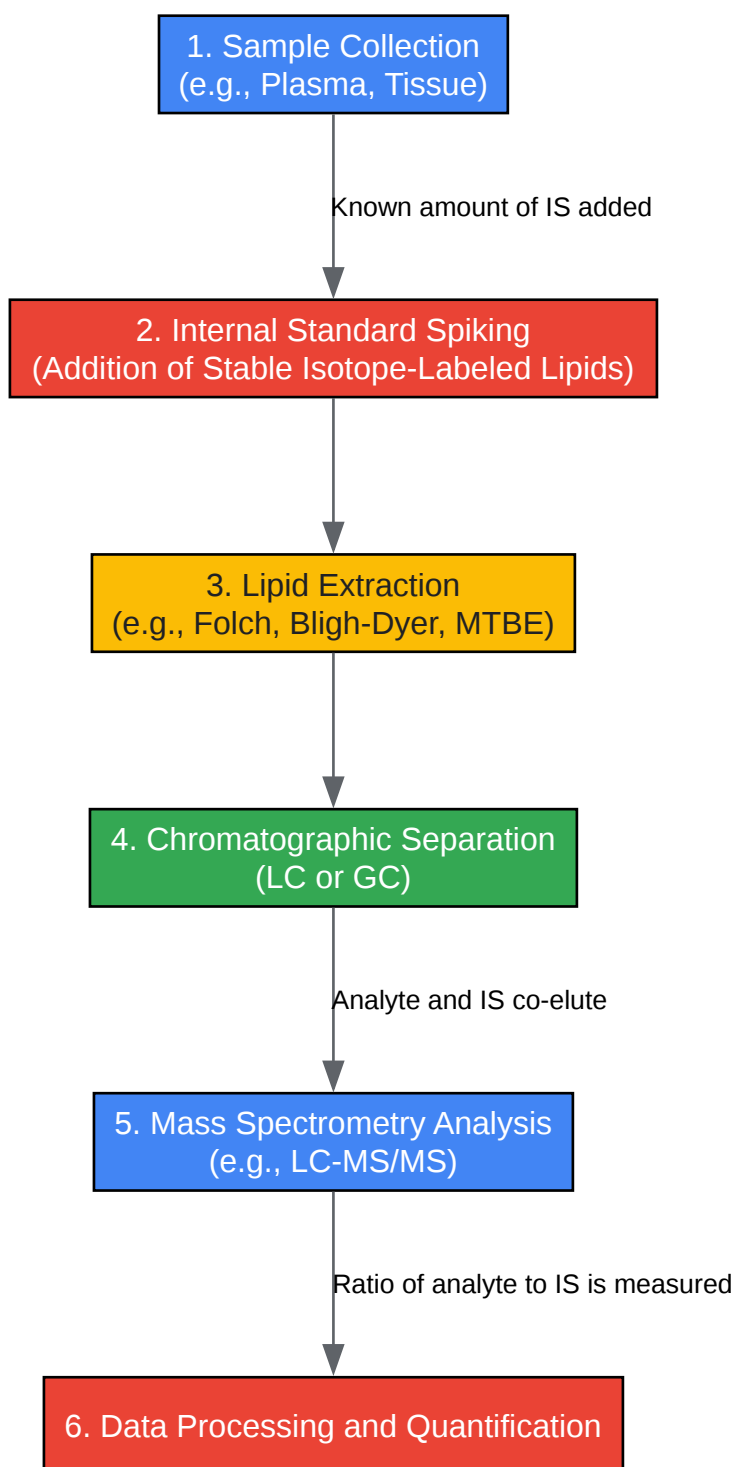 1. Sample Collection
(e.g., Plasma, Tissue)
Known amount of IS added
2. Internal Standard Spiking
(Addition of Stable Isotope-Labeled Lipids)
3. Lipid Extraction
(e.g., Folch, Bligh-Dyer, MTBE)
4. Chromatographic Separation
(LC or GC)
Analyte and IS co-elute
5. Mass Spectrometry Analysis
(e.g., LC-MS/MS)
Ratio of analyte to IS is measured
6. Data Processing and Quantification